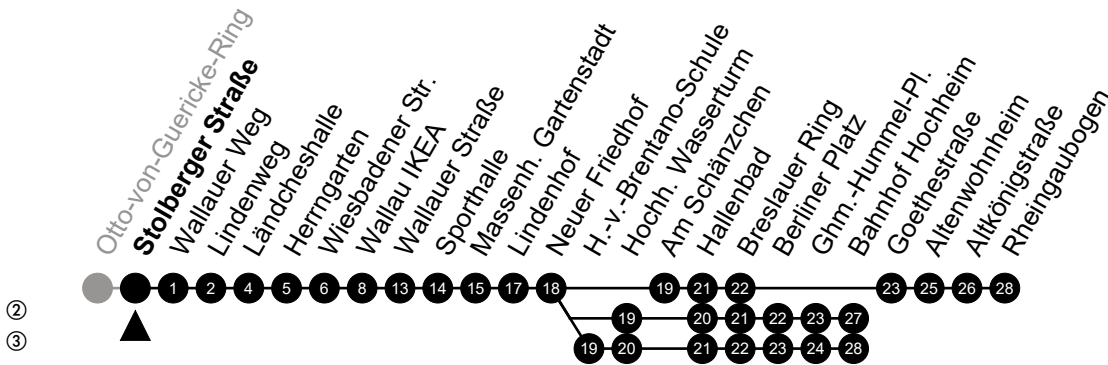 Otto-von-Guericke-Ring
Stolberger Straße
Wallauer Weg
Lindenweg
Ländcheshalle
Herrngarten
Wiesbadener Str.
Wallau IKEA
Wallauer Straße
Sporthalle
Massenh. Gartenstadt
Lindenhof
Neuer Friedhof
H.-v.-Brentano-Schule
Hochh. Wasserturm
Am Schänzchen
Hallenbad
Breslauer Ring
Berliner Platz
Ghm.-Hummel-Pl.
Bahnhof Hochheim
Goethestraße
Altenwohnheim
Altkönigstraße
Rheingaubogen
1 2 4 5 6 8 13 14 15 17 18 19 21 22 23 25 26 28
② 19 20 21 22 23 27
③ 19 20 21 22 23 24 28